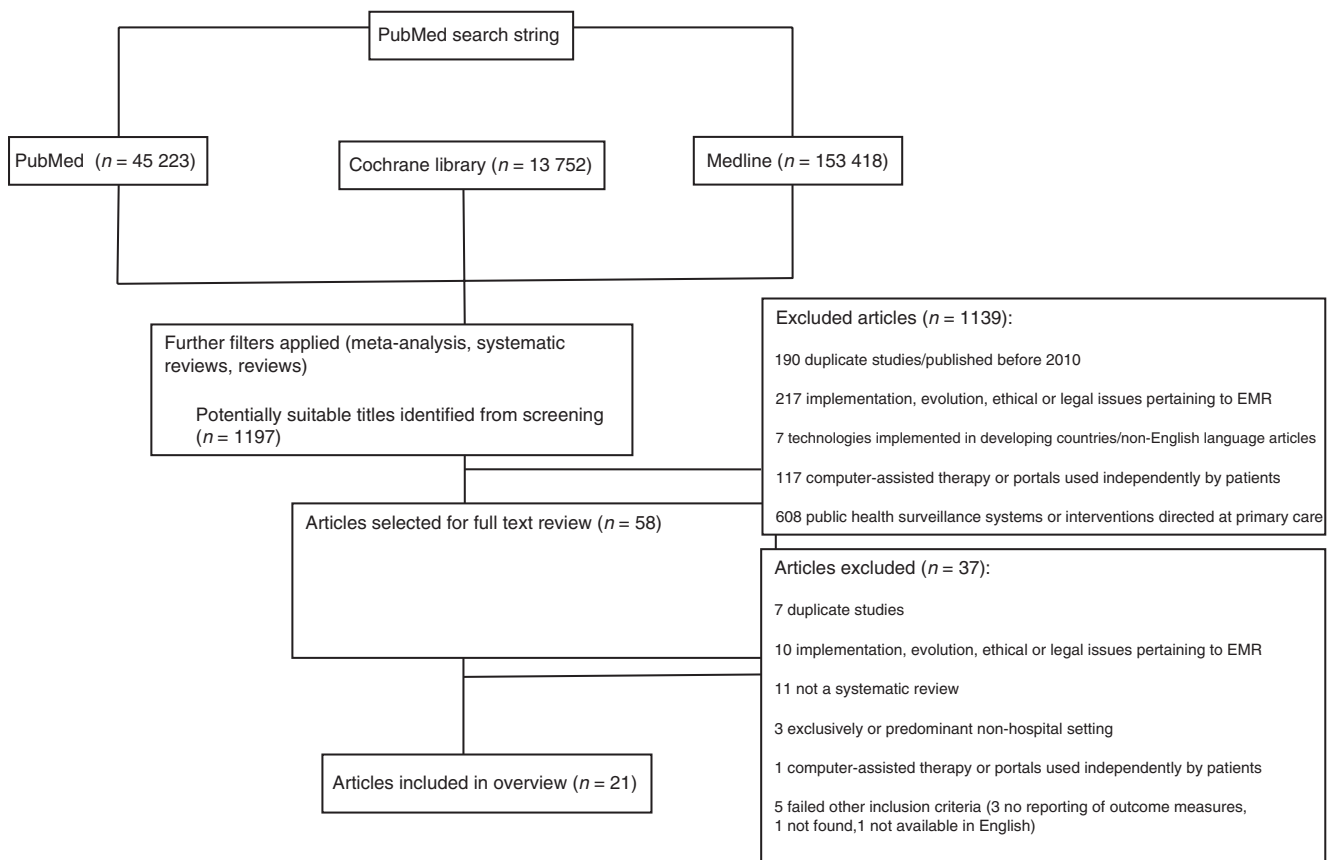 PubMed search string
PubMed (n = 45 223)
Cochrane library (n = 13 752)
Medline (n = 153 418)
Further filters applied (meta-analysis, systematic
reviews, reviews)
Potentially suitable titles identified from screening
(n = 1197)
Excluded articles (n = 1139):
190 duplicate studies/published before 2010
217 implementation, evolution, ethical or legal issues pertaining to EMR
7 technologies implemented in developing countries/non-English language articles
117 computer-assisted therapy or portals used independently by patients
608 public health surveillance systems or interventions directed at primary care
Articles selected for full text review (n = 58)
Articles excluded (n = 37):
7 duplicate studies
10 implementation, evolution, ethical or legal issues pertaining to EMR
11 not a systematic review
3 exclusively or predominant non-hospital setting
1 computer-assisted therapy or portals used independently by patients
5 failed other inclusion criteria (3 no reporting of outcome measures,
1 not found,1 not available in English)
Articles included in overview (n = 21)